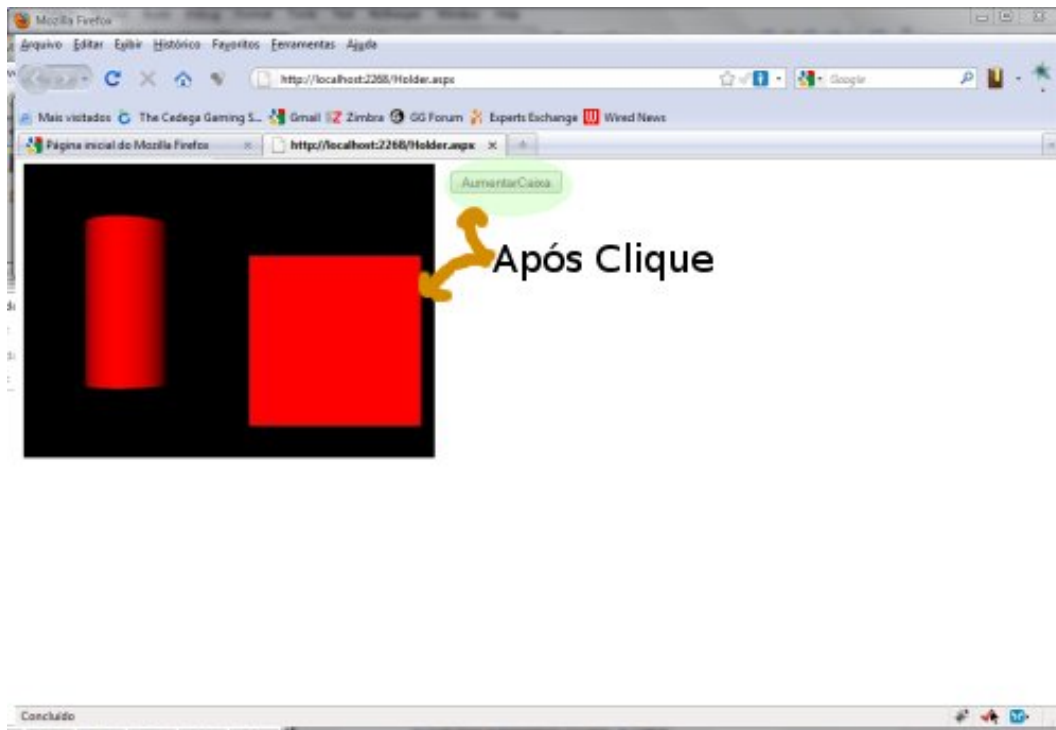 Mozilla Firefox
Arquivo Editar Exibir Histórico Favoritos Ferramentas Ajuda
http://localhost:2268/Holder.aspx
Google
Mais visitados The Cedega Gaming S... Gmail Zimbra GG Forum Experts Exchange Wired News
Página inicial do Mozilla Firefox http://localhost:2268/Holder.aspx
AumentarCaixa
Após Clique
Concluído